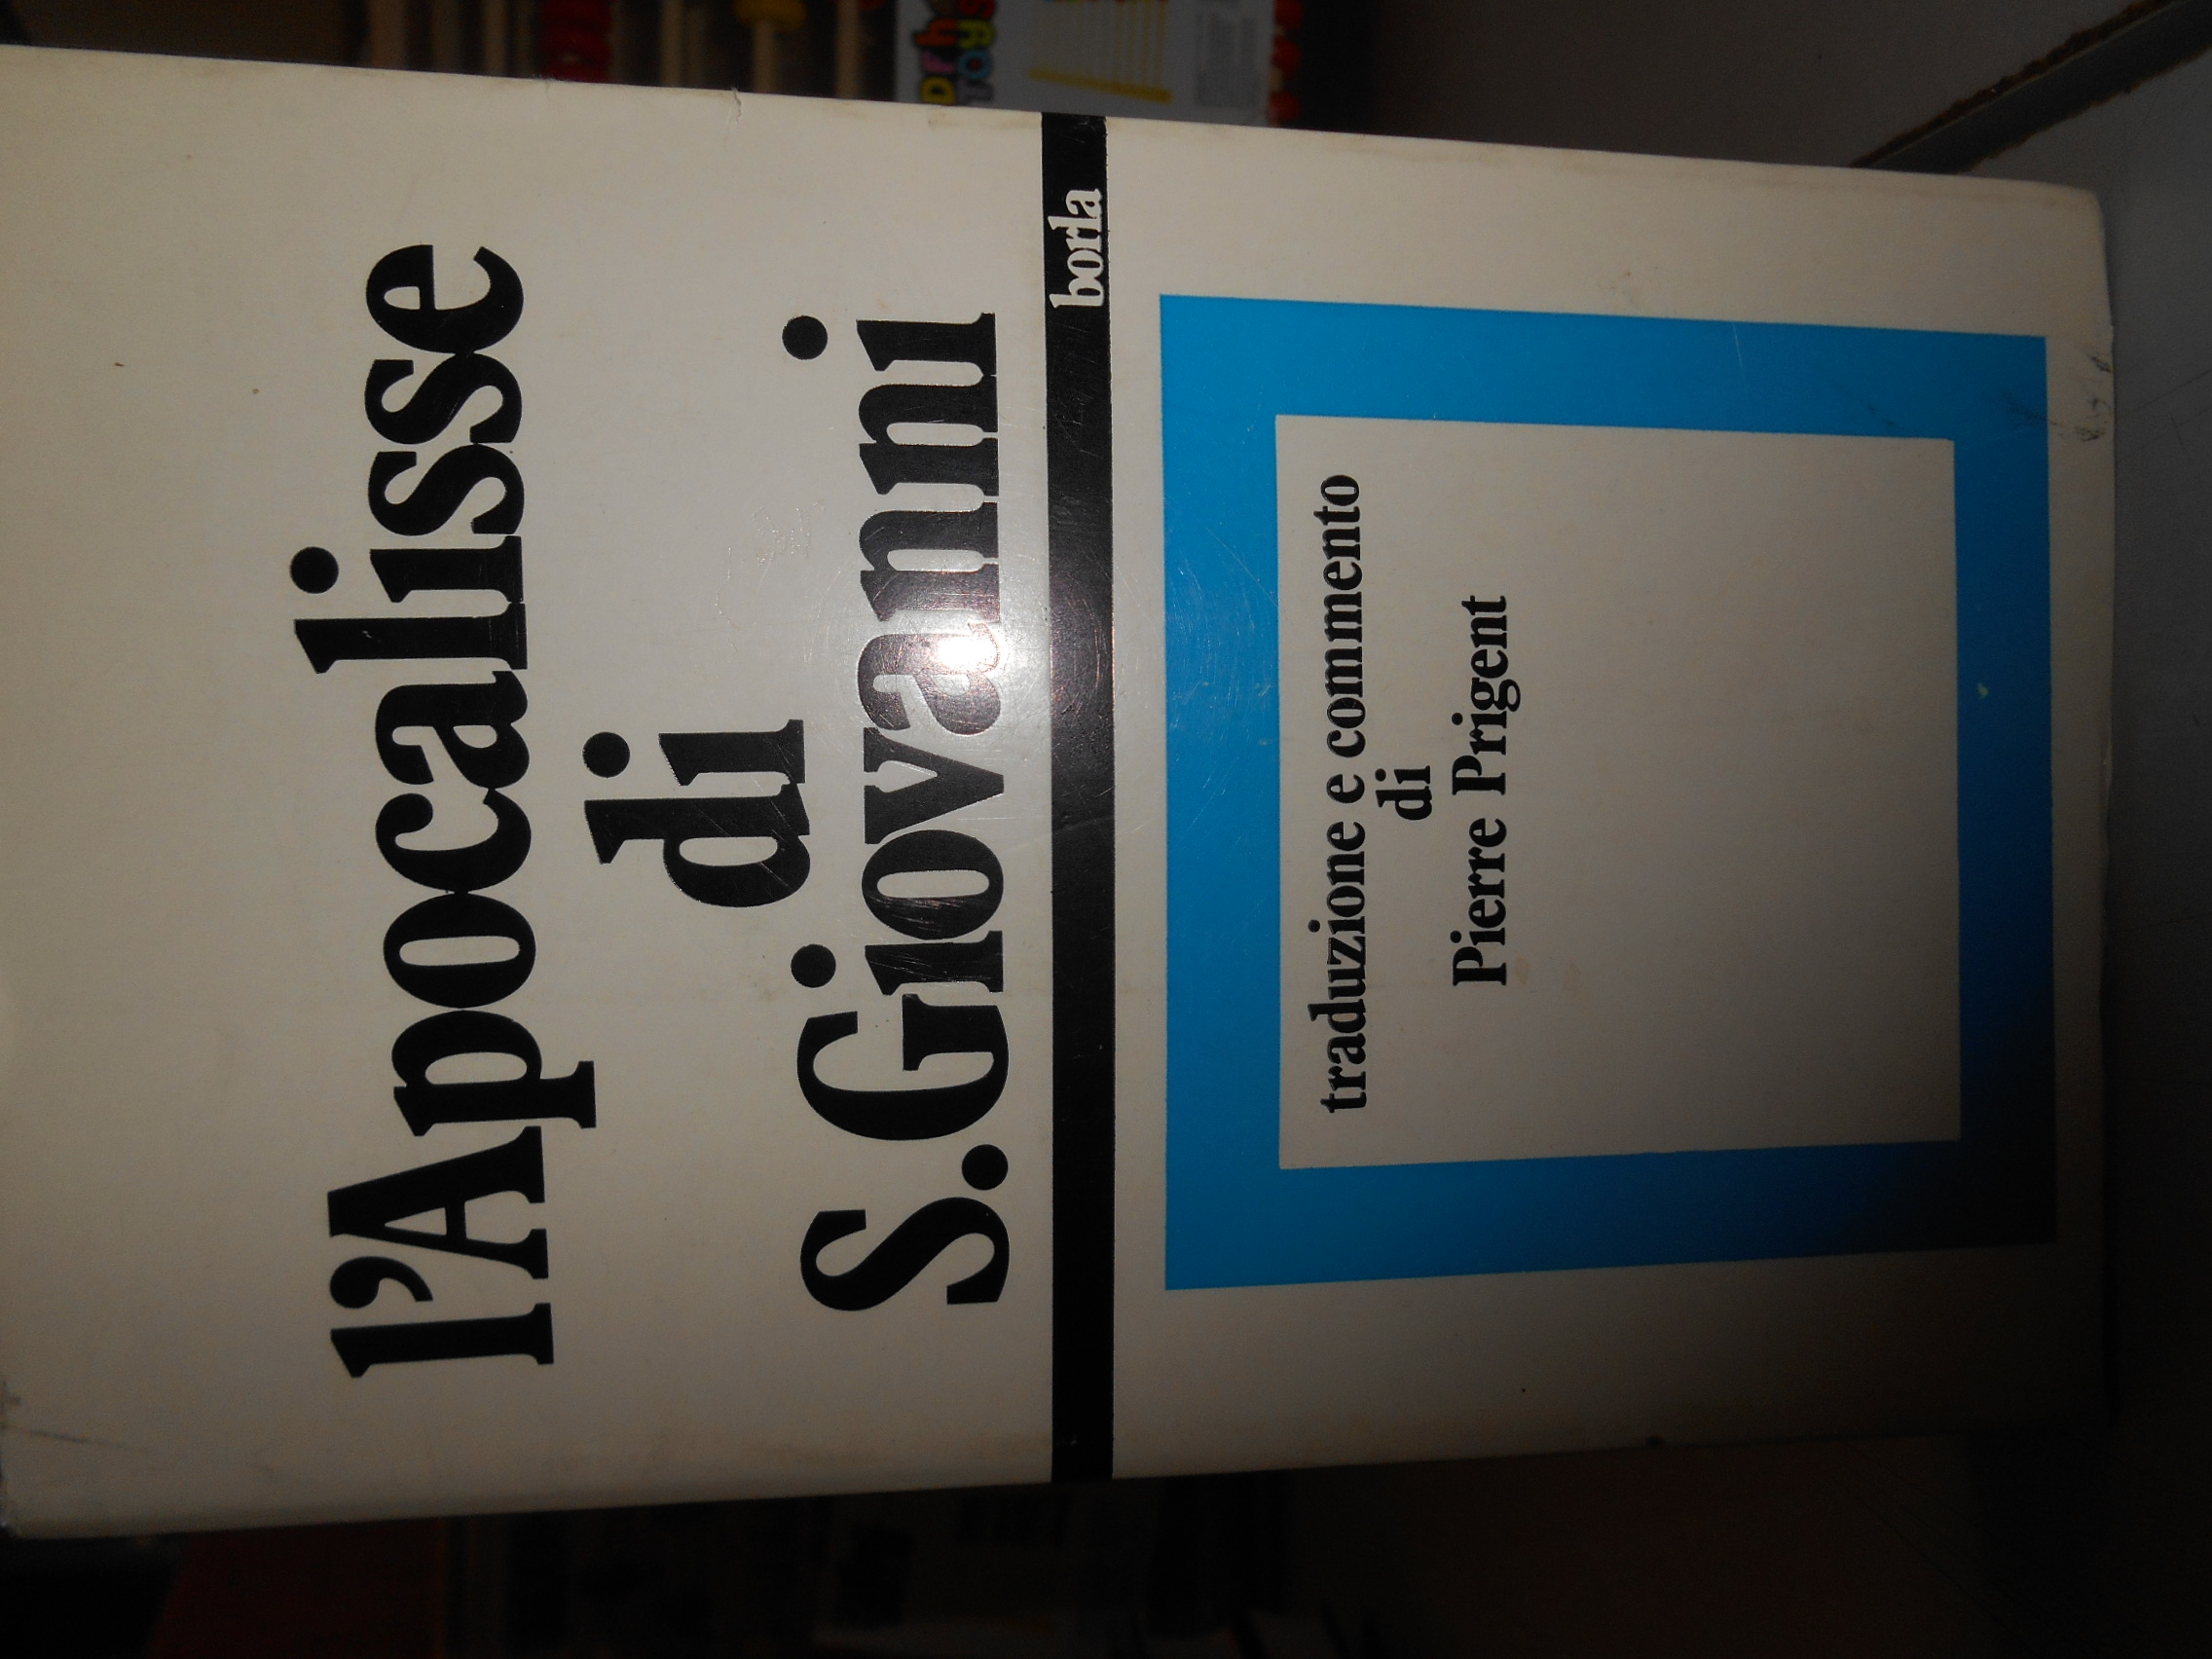 l'Apocalisse
di
S.Giovanni
borla
traduzione e commento
di
Pierre Prigent